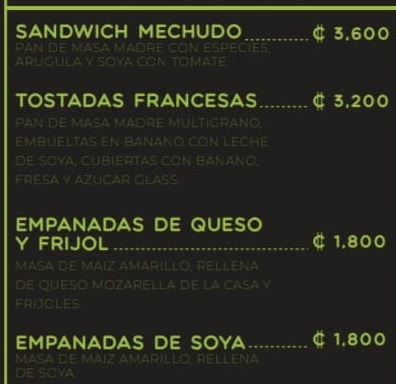 SANDWICH MECHUDO ₡ 3,600
PAN DE MASA MADRE CON ESPECIES,
ARUGULA Y SOYA CON TOMATE.
TOSTADAS FRANCESAS ₡ 3,200
PAN DE MASA MADRE MULTIGRANO,
EMBUELTAS EN BANANO CON LECHE
DE SOYA, CUBIERTAS CON BANANO,
FRESA Y AZUCAR GLASS.
EMPANADAS DE QUESO
Y FRIJOL ₡ 1,800
MASA DE MAIZ AMARILLO, RELLENA
DE QUESO MOZARELLA DE LA CASA Y
FRIJOLES.
EMPANADAS DE SOYA ₡ 1,800
MASA DE MAIZ AMARILLO, RELLENA
DE SOYA